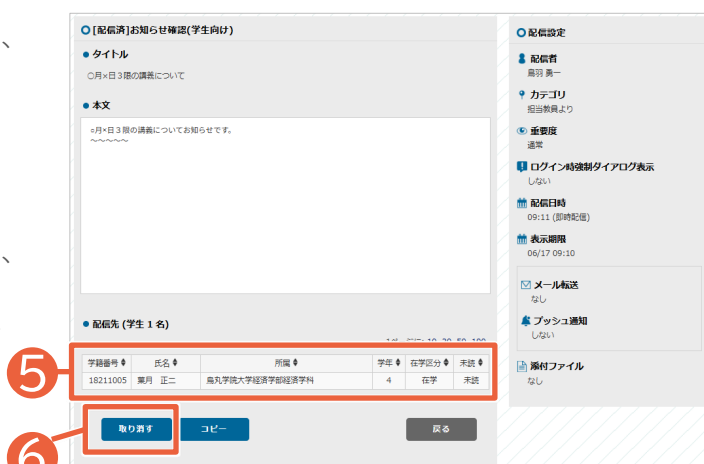 、
、
[配信済]お知らせ確認(学生向け)
タイトル
○月×日３限の講義について
本文
○月×日３限の講義についてお知らせです。
～～～～～
配信先 (学生 1 名)
学籍番号 氏名 所属 学年 在学区分 未読
18211005 葉月 正二 烏丸学院大学経済学部経済学科 4 在学 未読
5
取り消す コピー 戻る
6
配信設定
配信者
鳥羽 勇一
カテゴリ
担当教員より
重要度
通常
ログイン時強制ダイアログ表示
しない
配信日時
09:11 (即時配信)
表示期限
06/17 09:10
メール転送
なし
プッシュ通知
しない
添付ファイル
なし